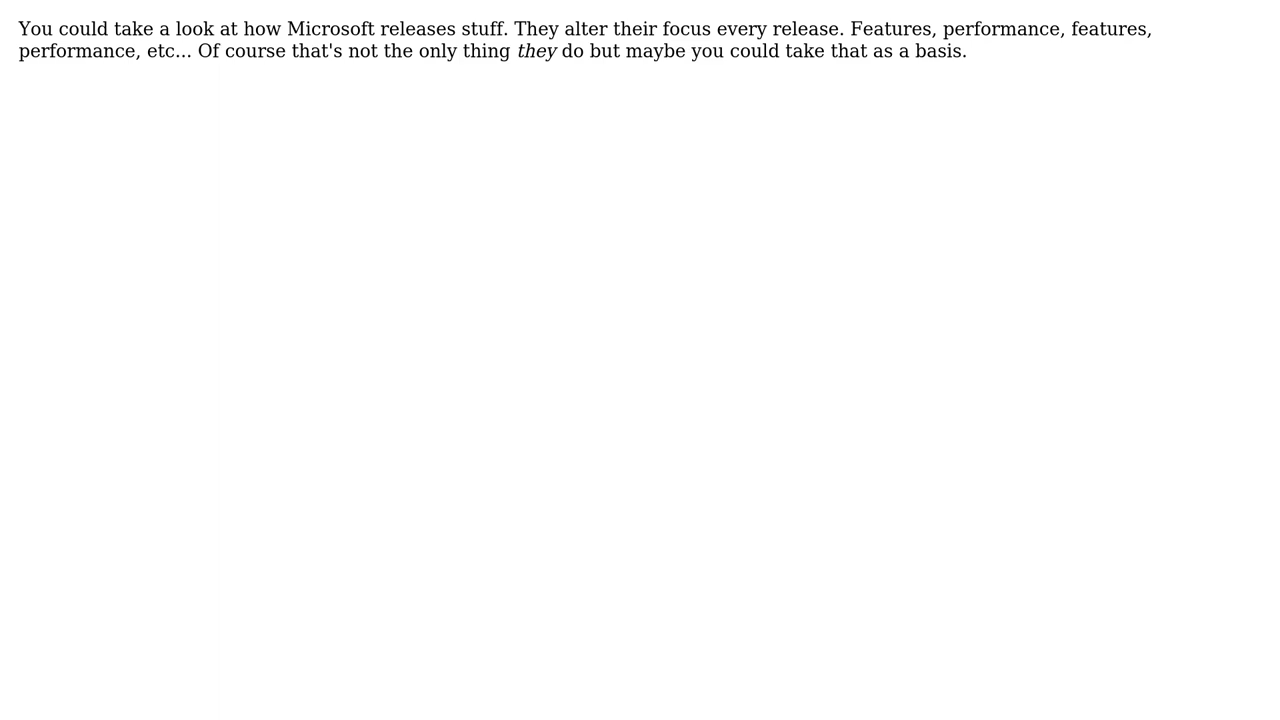 You could take a look at how Microsoft releases stuff. They alter their focus every release. Features, performance, features,
performance, etc... Of course that's not the only thing they do but maybe you could take that as a basis.